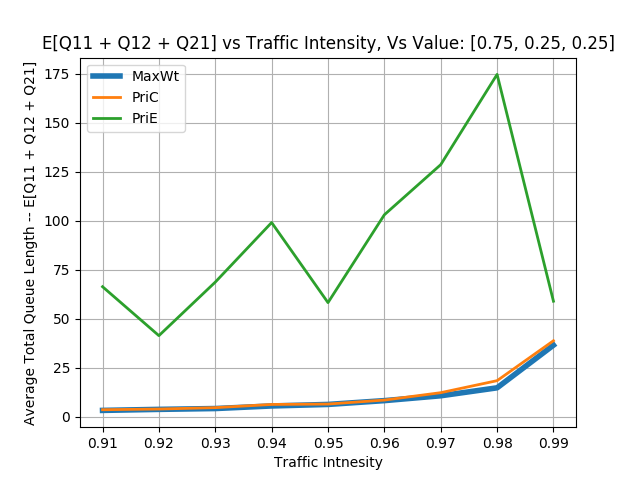 E[Q11 + Q12 + Q21] vs Traffic Intensity, Vs Value: [0.75, 0.25, 0.25]
Average Total Queue Length -- E[Q11 + Q12 + Q21]
175
150
125
100
75
50
25
0
MaxWt
PriC
PriE
0.91 0.92 0.93 0.94 0.95 0.96 0.97 0.98 0.99
Traffic Intnesity